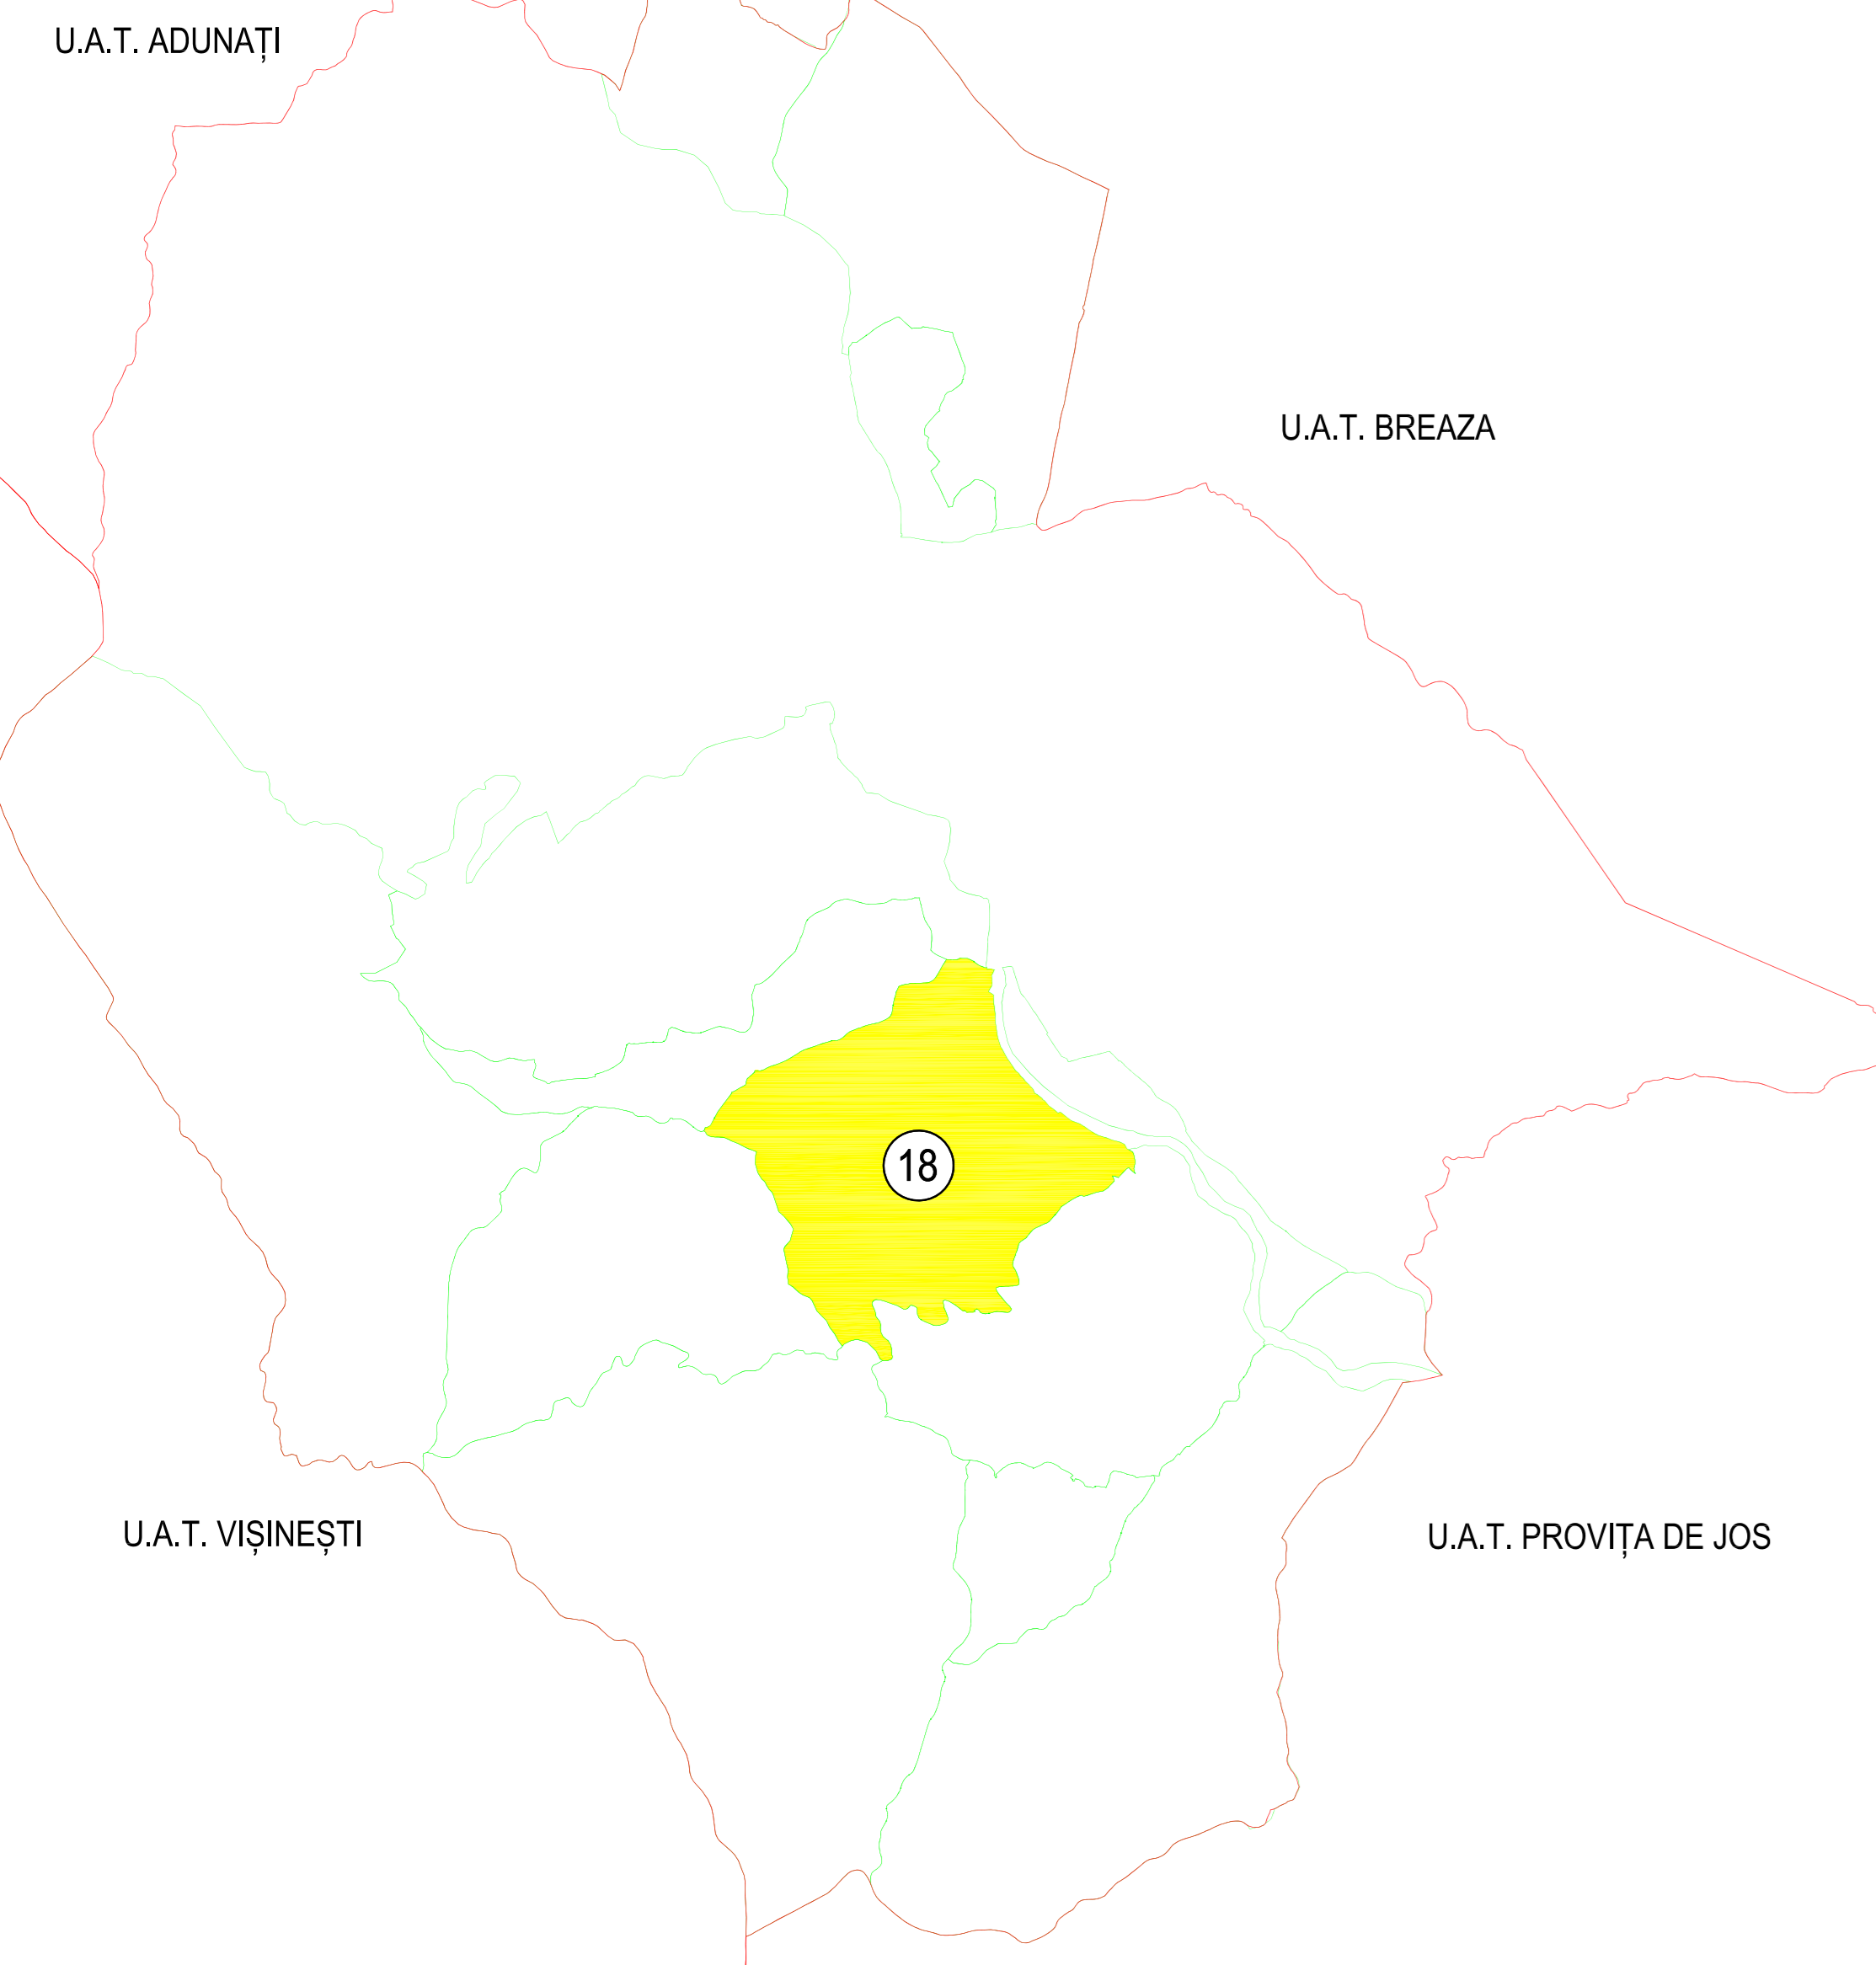 U.A.T. ADUNAȚI
U.A.T. BREAZA
18
U.A.T. VIȘINEȘTI
U.A.T. PROVIȚA DE JOS